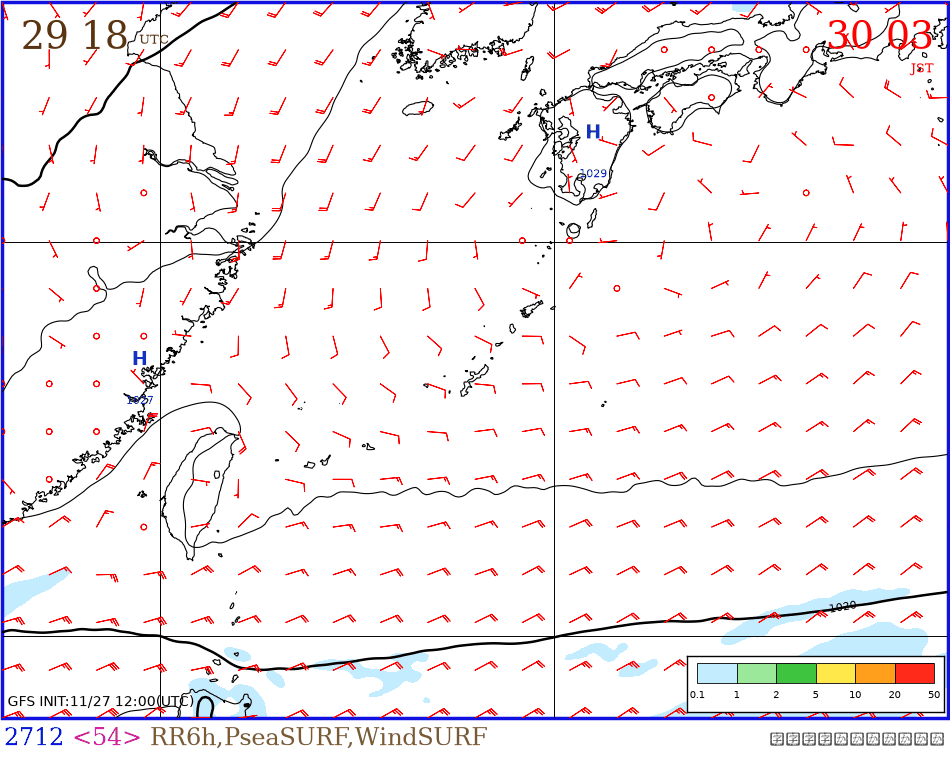 29 18 UTC
30 03
JST
H
1029
H
1027
1020
GFS INIT:11/27 12:00(UTC)
0.1 1 2 5 10 20 50
2712 <54> RR6h,PseaSURF,WindSURF